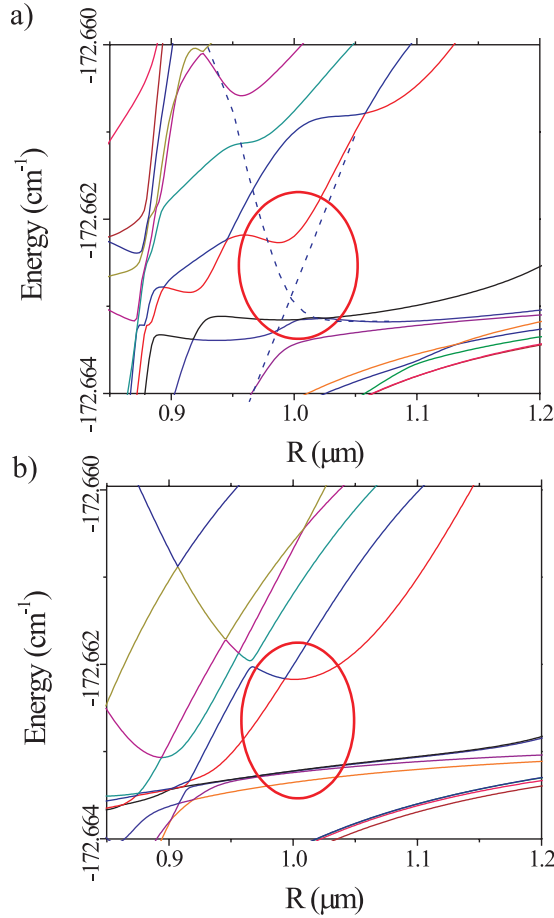 a)
-172.660
-172.662
-172.664
Energy (cm⁻¹)
0.9 1.0 1.1 1.2
R (μm)
b)
-172.660
-172.662
-172.664
Energy (cm⁻¹)
0.9 1.0 1.1 1.2
R (μm)